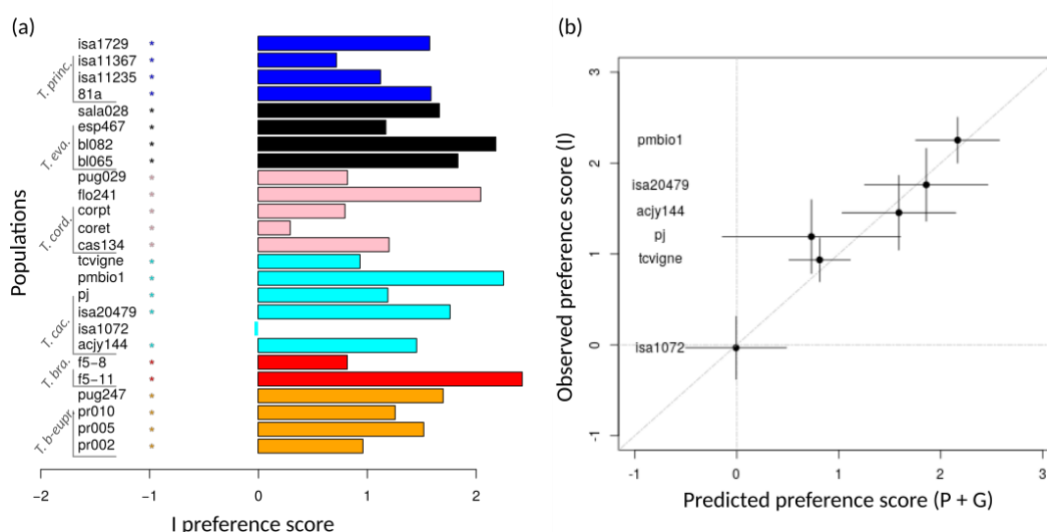 (a)
isa1729 *
isa11367 *
isa11235 *
81a *
sala028 *
esp467 *
bl082 *
bl065 *
pug029 *
flo241 *
corpt *
coret *
cas134 *
tcvigne *
pmbio1 *
pj *
isa20479 *
isa1072
acjy144 *
f5-8 *
f5-11 *
pug247 *
pr010 *
pr005 *
pr002 *
T. princ.
T. eva.
T. cord.
T. cac.
T. bra.
T. b-eupr.
Populations
-2 -1 0 1 2
I preference score
(b)
Observed preference score (I)
3
2
1
0
-1
pmbio1
isa20479
acjy144
pj
tcvigne
isa1072
-1 0 1 2 3
Predicted preference score (P + G)